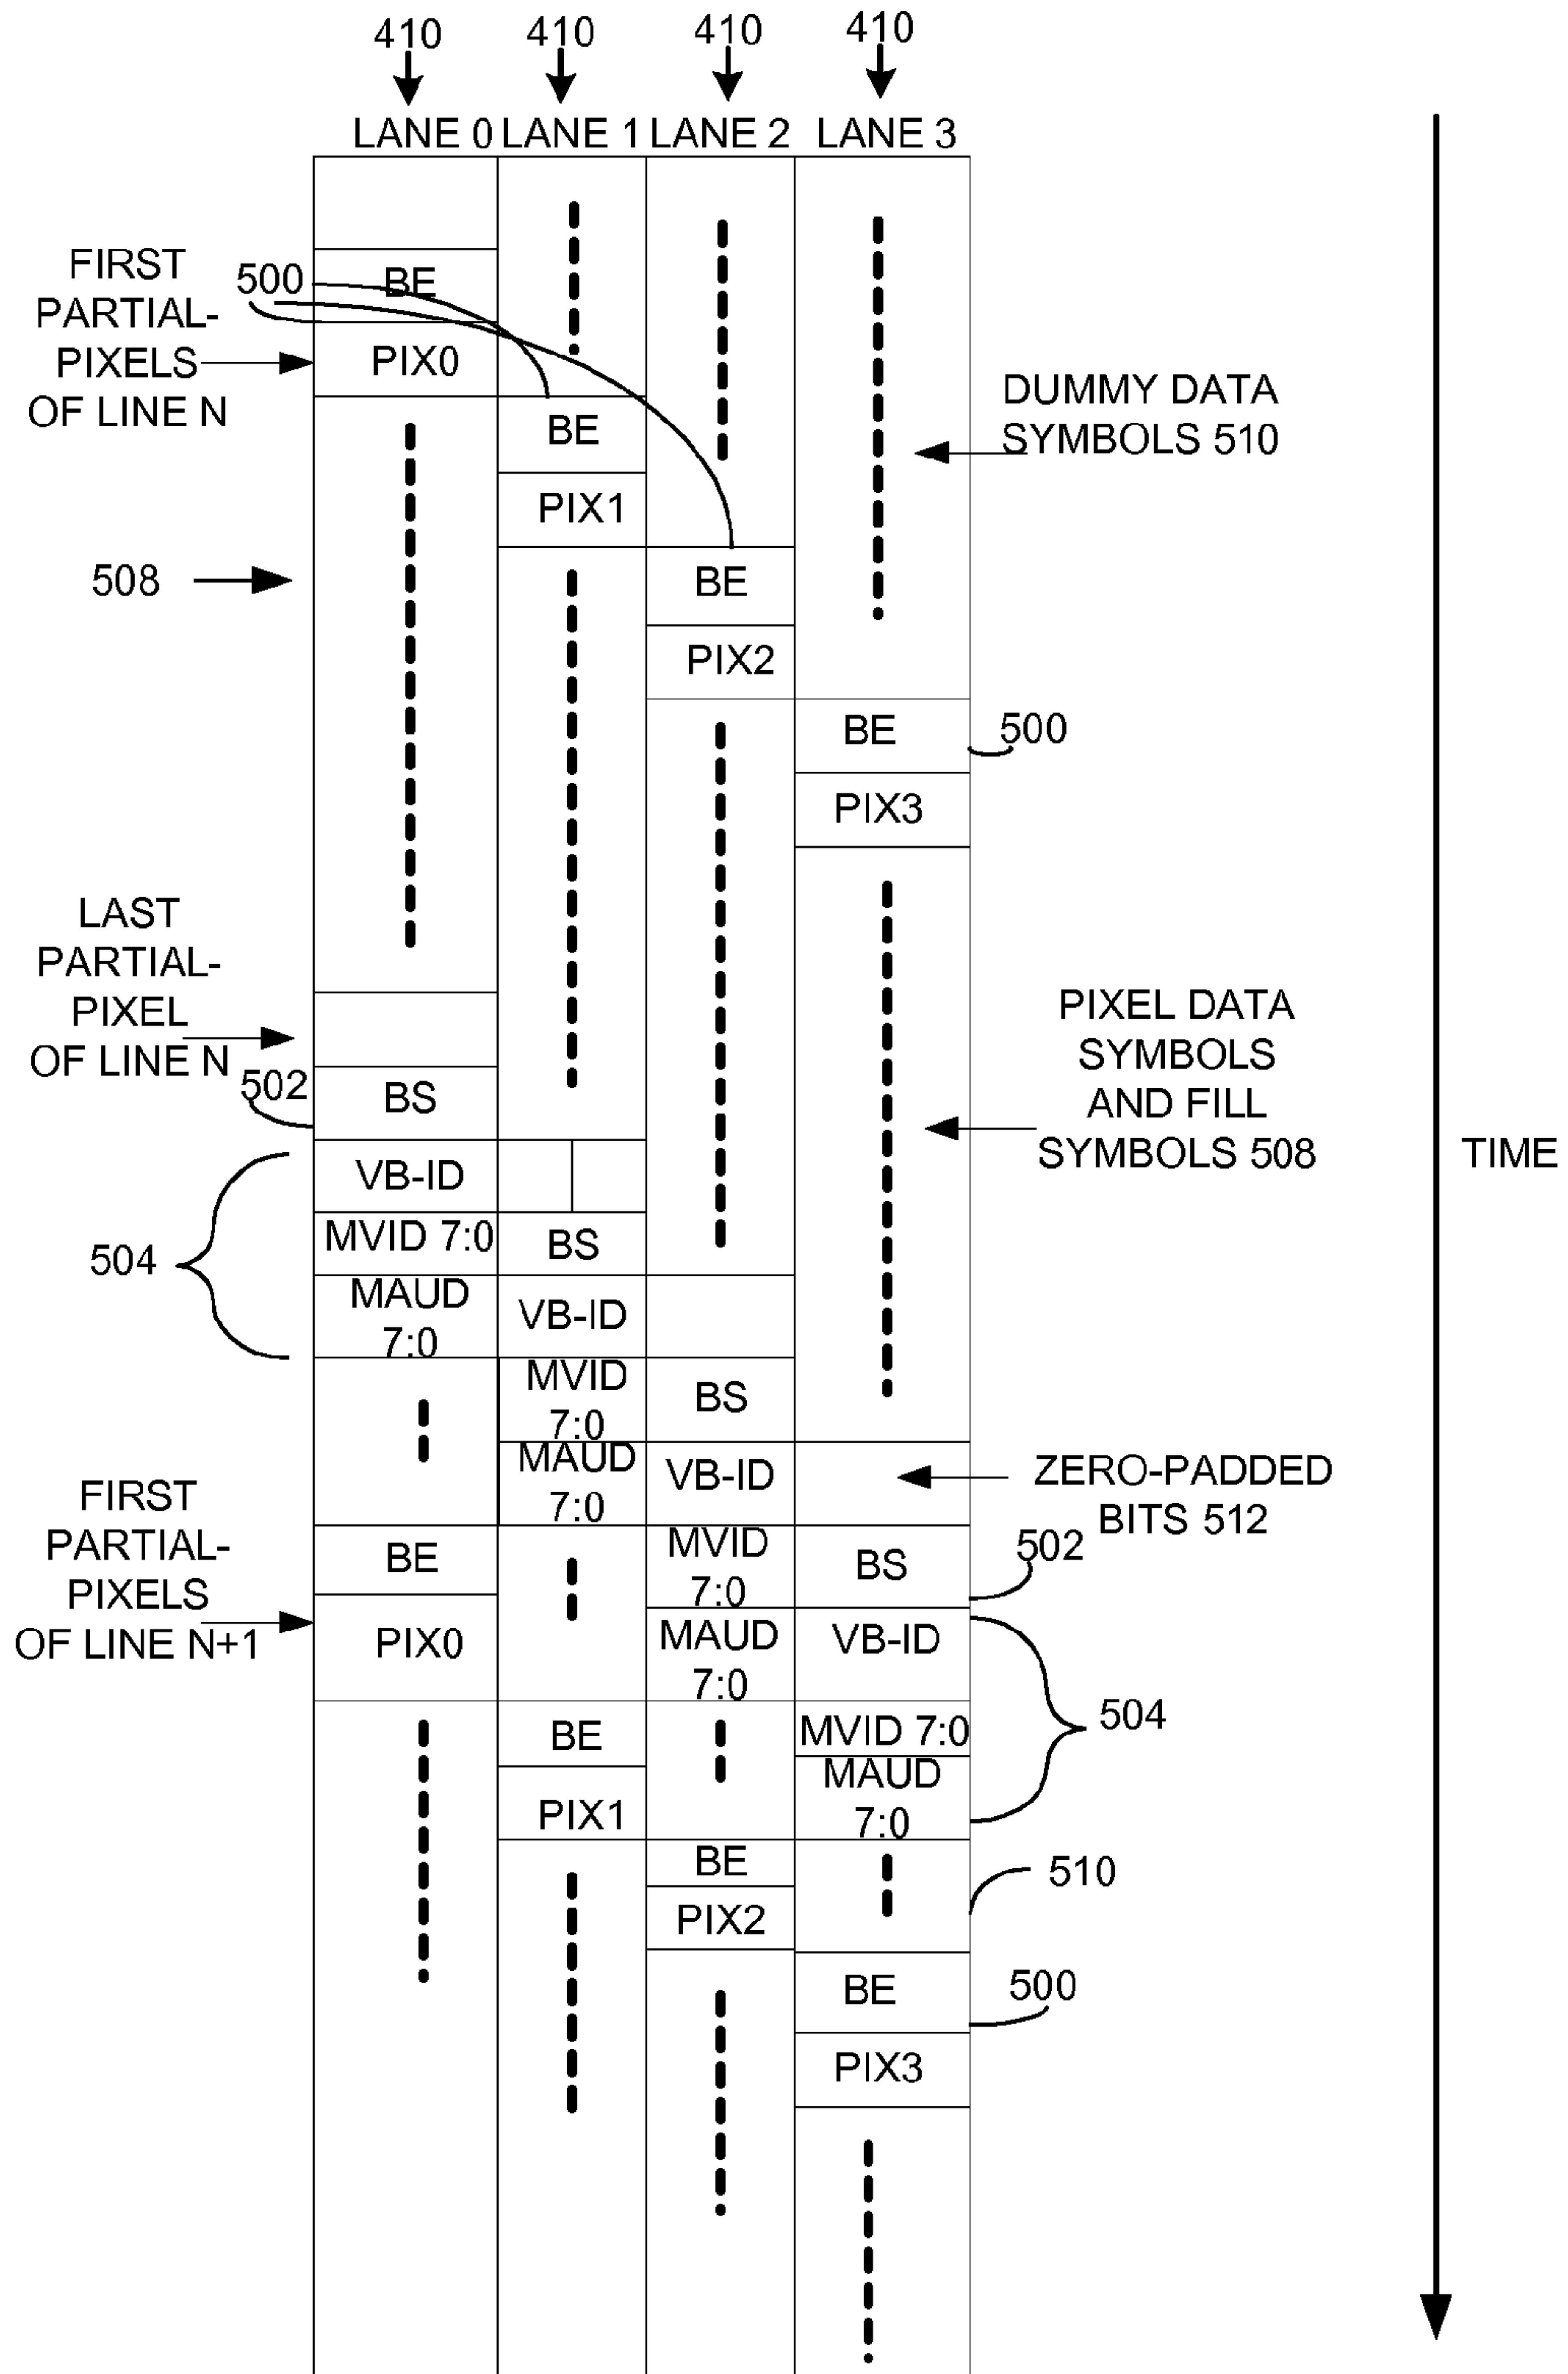 410 410 410 410
LANE 0 LANE 1 LANE 2 LANE 3
FIRST
PARTIAL-
PIXELS
OF LINE N
500
BE
PIX0
BE
PIX1
DUMMY DATA
SYMBOLS 510
508
BE
PIX2
BE
500
PIX3
LAST
PARTIAL-
PIXEL
OF LINE N
502
BS
PIXEL DATA
SYMBOLS
AND FILL
SYMBOLS 508
TIME
504
VB-ID
MVID 7:0
BS
MAUD
7:0
VB-ID
MVID
7:0
BS
MAUD
7:0
VB-ID
ZERO-PADDED
BITS 512
FIRST
PARTIAL-
PIXELS
OF LINE N+1
BE
MVID
7:0
BS
502
PIX0
MAUD
7:0
VB-ID
504
BE
MVID 7:0
PIX1
MAUD
7:0
BE
510
PIX2
BE
500
PIX3